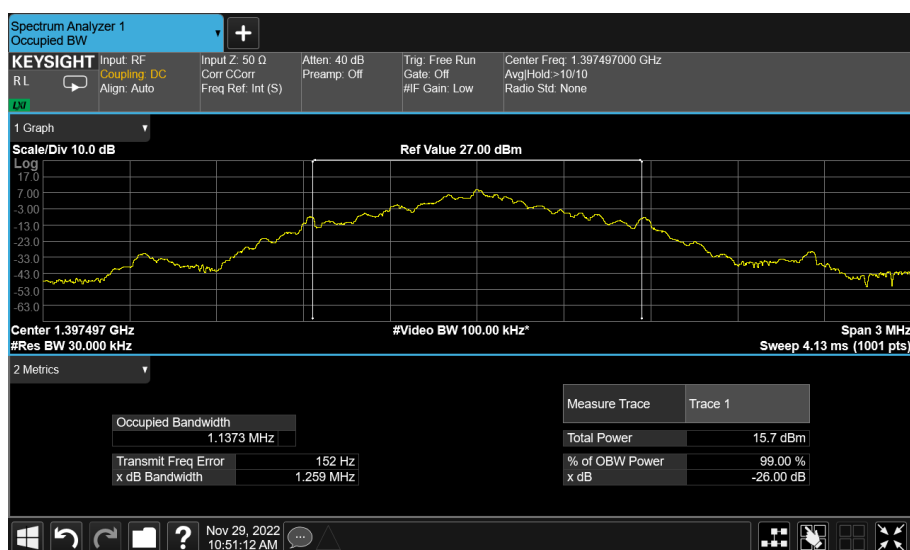 Spectrum Analyzer 1
Occupied BW
KEYSIGHT
RL
LXI
Input: RF
Coupling: DC
Align: Auto
Input Z: 50 Ω
Corr CCorr
Freq Ref: Int (S)
Atten: 40 dB
Preamp: Off
Trig: Free Run
Gate: Off
#IF Gain: Low
Center Freq: 1.397497000 GHz
Avg|Hold:>10/10
Radio Std: None
1 Graph
Scale/Div 10.0 dB
Ref Value 27.00 dBm
Log
17.0
7.00
-3.00
-13.0
-23.0
-33.0
-43.0
-53.0
-63.0
Center 1.397497 GHz
#Video BW 100.00 kHz*
Span 3 MHz
#Res BW 30.000 kHz
Sweep 4.13 ms (1001 pts)
2 Metrics
Occupied Bandwidth
1.1373 MHz
Transmit Freq Error 152 Hz
x dB Bandwidth 1.259 MHz
Measure Trace Trace 1
Total Power 15.7 dBm
% of OBW Power 99.00 %
x dB -26.00 dB
?
Nov 29, 2022
10:51:12 AM